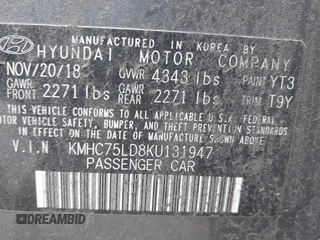 MANUFACTURED IN KOREA BY
HYUNDAI MOTOR COMPANY
NOV/20/18 GVWR 4343 lbs PAINT YT3
GAWR FRONT 2271 lbs GAWR REAR 2271 lbs TRIM T9Y
THIS VEHICLE CONFORMS TO ALL APPLICABLE U.S. FEDERAL MOTOR VEHICLE
SAFETY, BUMPER, AND THEFT PREVENTION STANDARDS
IN EFFECT ON THE DATE OF MANUFACTURE SHOWN ABOVE.
V.I.N KMHC75LD8KU131947
PASSENGER CAR
AUTOBIDMASTER